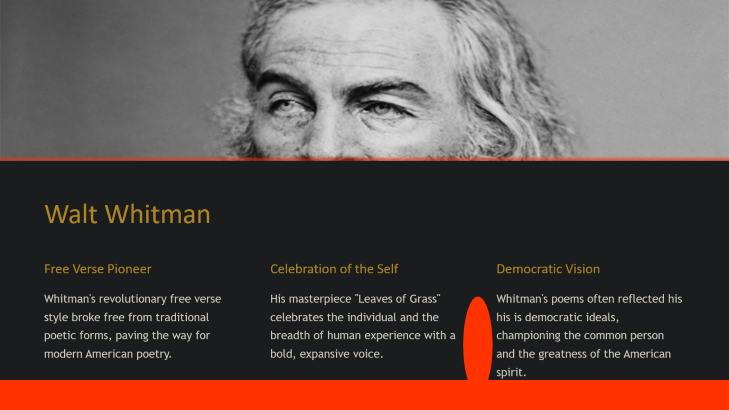 Walt Whitman
Free Verse Pioneer
Whitman's revolutionary free verse
style broke free from traditional
poetic forms, paving the way for
modern American poetry.
Celebration of the Self
His masterpiece "Leaves of Grass"
celebrates the individual and the
breadth of human experience with a
bold, expansive voice.
Democratic Vision
Whitman's poems often reflected his
his is democratic ideals,
championing the common person
and the greatness of the American
spirit.